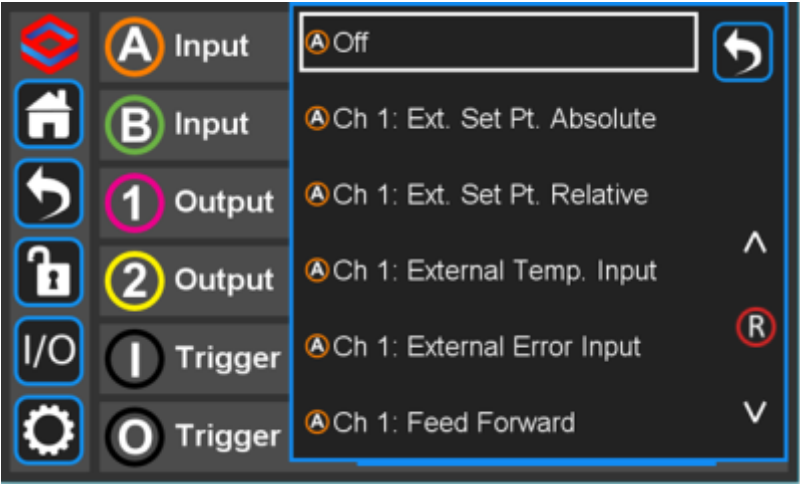 A Input
B Input
1 Output
2 Output
I/O
I Trigger
O Trigger
A Off
A Ch 1: Ext. Set Pt. Absolute
A Ch 1: Ext. Set Pt. Relative
A Ch 1: External Temp. Input
A Ch 1: External Error Input
A Ch 1: Feed Forward
R